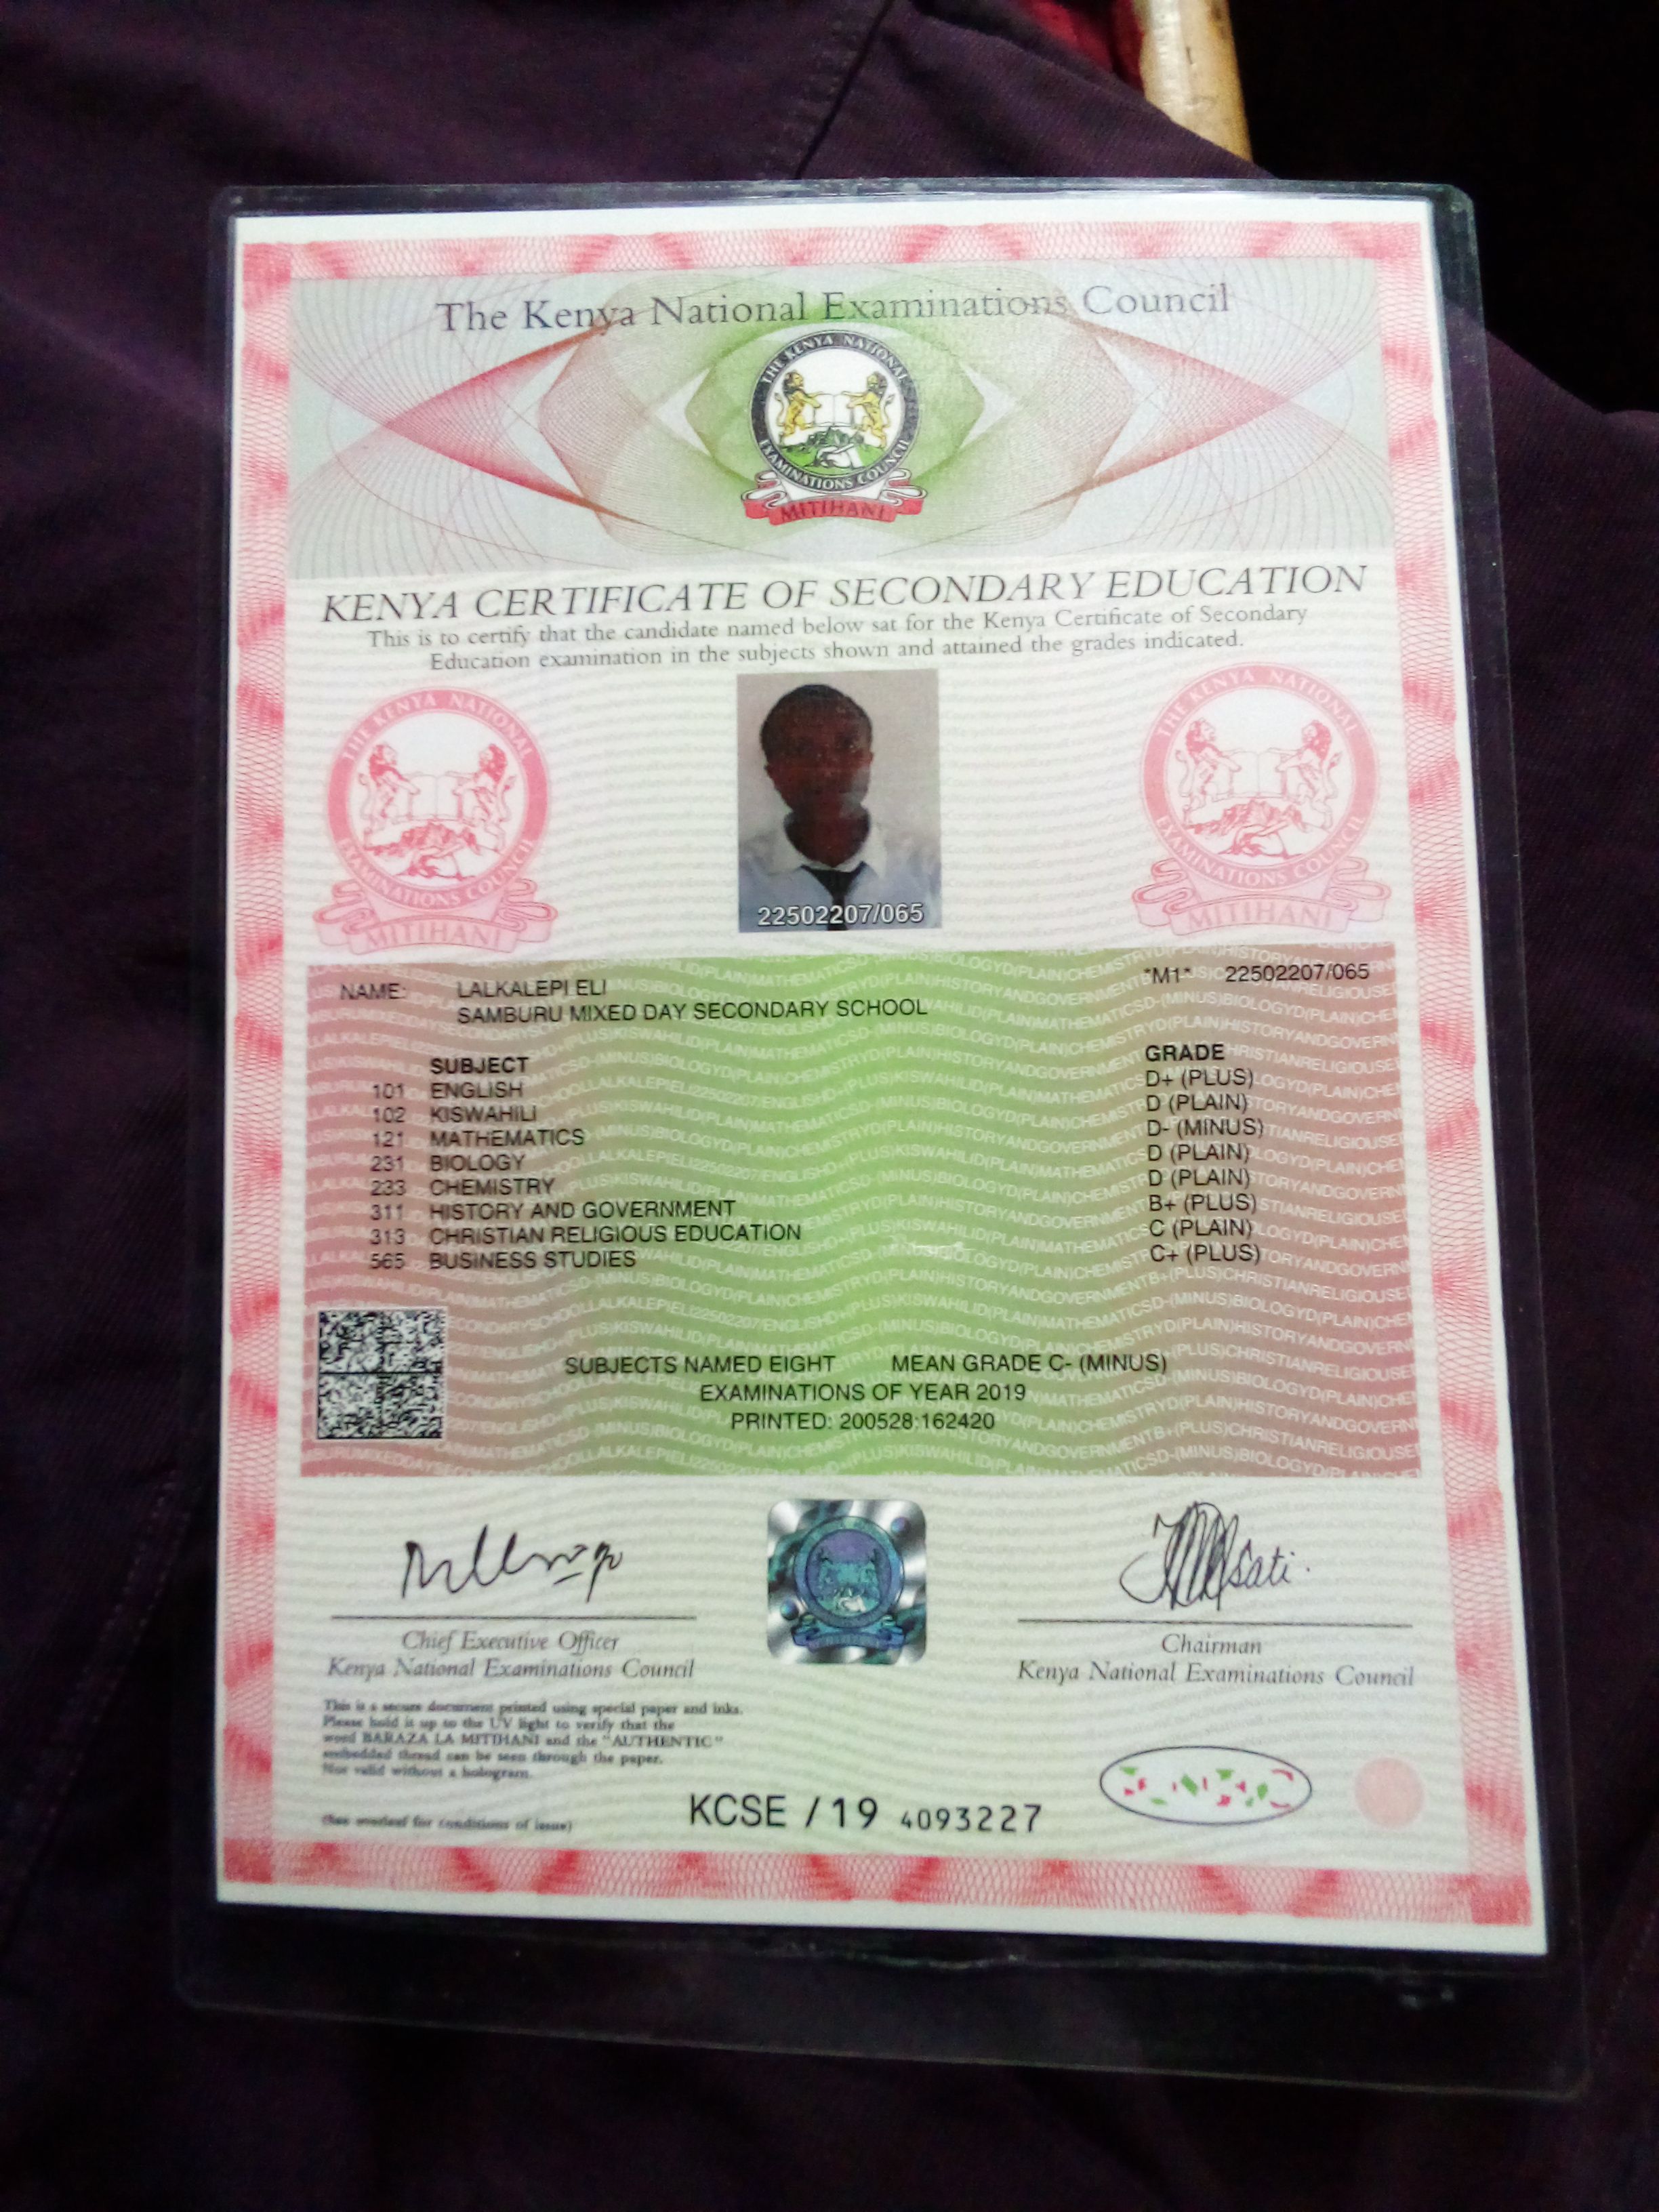 The Kenya National Examinations Council
THE KENYA NATIONAL
EXAMINATIONS COUNCIL
MITIHANI
KENYA CERTIFICATE OF SECONDARY EDUCATION
This is to certify that the candidate named below sat for the Kenya Certificate of Secondary
Education examination in the subjects shown and attained the grades indicated.
THE KENYA NATIONAL
EXAMINATIONS COUNCIL
MITIHANI
THE KENYA NATIONAL
EXAMINATIONS COUNCIL
MITIHANI
22502207/065
NAME: LALKALEPI ELI *M1* 22502207/065
SAMBURU MIXED DAY SECONDARY SCHOOL
SUBJECT GRADE
101 ENGLISH D+ (PLUS)
102 KISWAHILI D (PLAIN)
121 MATHEMATICS D- (MINUS)
231 BIOLOGY D (PLAIN)
233 CHEMISTRY D (PLAIN)
311 HISTORY AND GOVERNMENT B+ (PLUS)
313 CHRISTIAN RELIGIOUS EDUCATION C (PLAIN)
565 BUSINESS STUDIES C+ (PLUS)
SUBJECTS NAMED EIGHT MEAN GRADE C- (MINUS)
EXAMINATIONS OF YEAR 2019
PRINTED: 200528:162420
Chief Executive Officer
Kenya National Examinations Council
Chairman
Kenya National Examinations Council
This is a secure document printed using special paper and inks.
Please hold it up to the UV light to verify that the
word BARAZA LA MITIHANI and the "AUTHENTIC"
embedded thread can be seen through the paper.
Not valid without a hologram.
(See overleaf for conditions of issue)
KCSE / 19 4093227